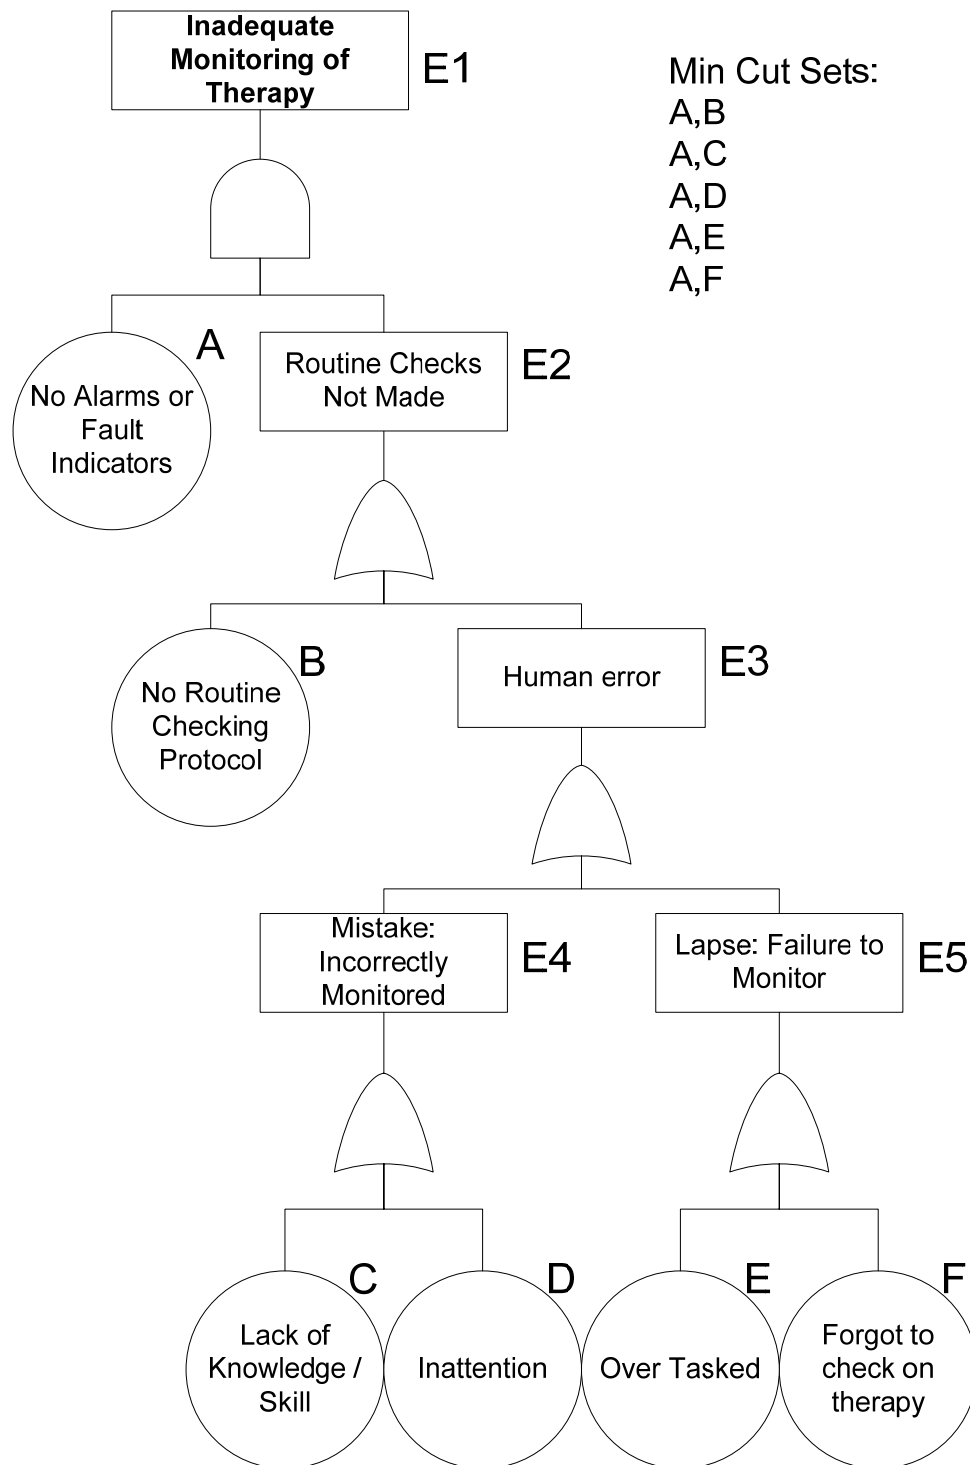 Inadequate
Monitoring of
Therapy
E1
Min Cut Sets:
A,B
A,C
A,D
A,E
A,F
A
No Alarms or
Fault
Indicators
Routine Checks
Not Made
E2
B
No Routine
Checking
Protocol
Human error
E3
Mistake:
Incorrectly
Monitored
E4
Lapse: Failure to
Monitor
E5
C
Lack of
Knowledge /
Skill
D
Inattention
E
Over Tasked
F
Forgot to
check on
therapy